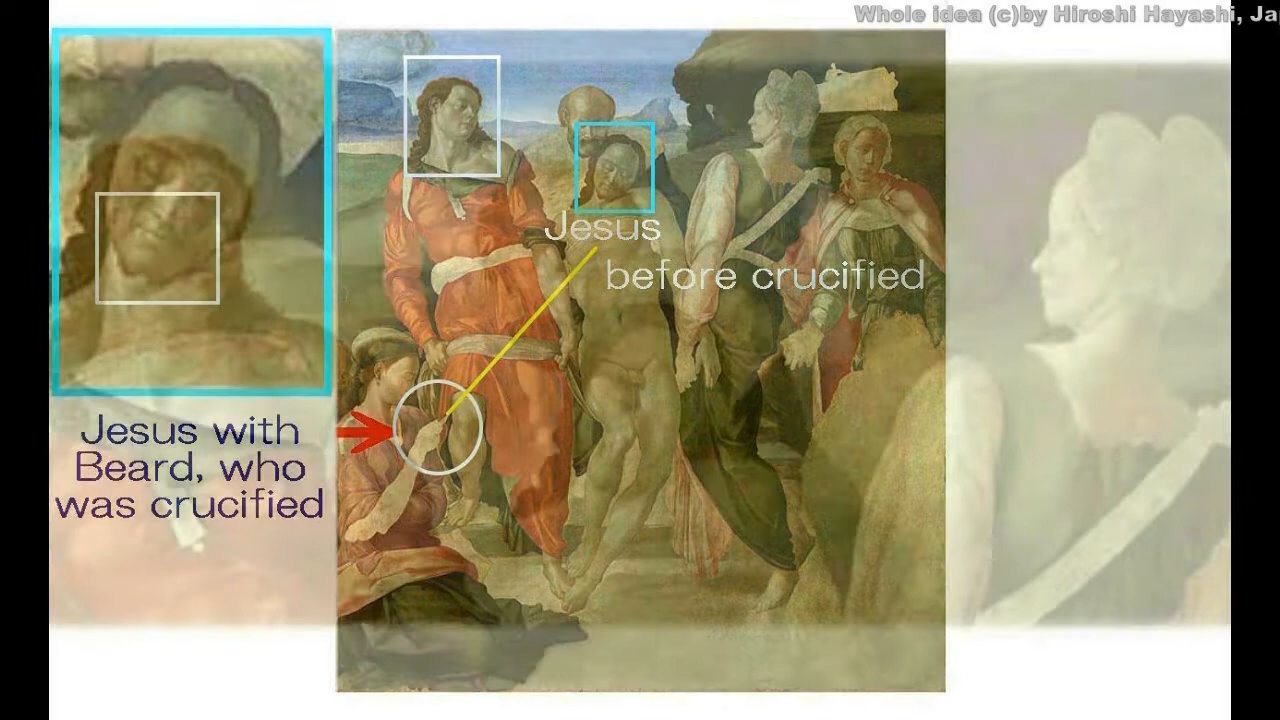 Whole idea (c)by Hiroshi Hayashi, Ja
Jesus
before crucified
Jesus with
Beard, who
was crucified